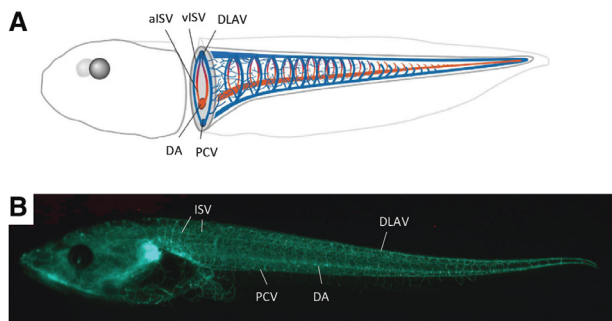 A
aISV vISV DLAV
DA PCV
B
ISV
DLAV
PCV DA